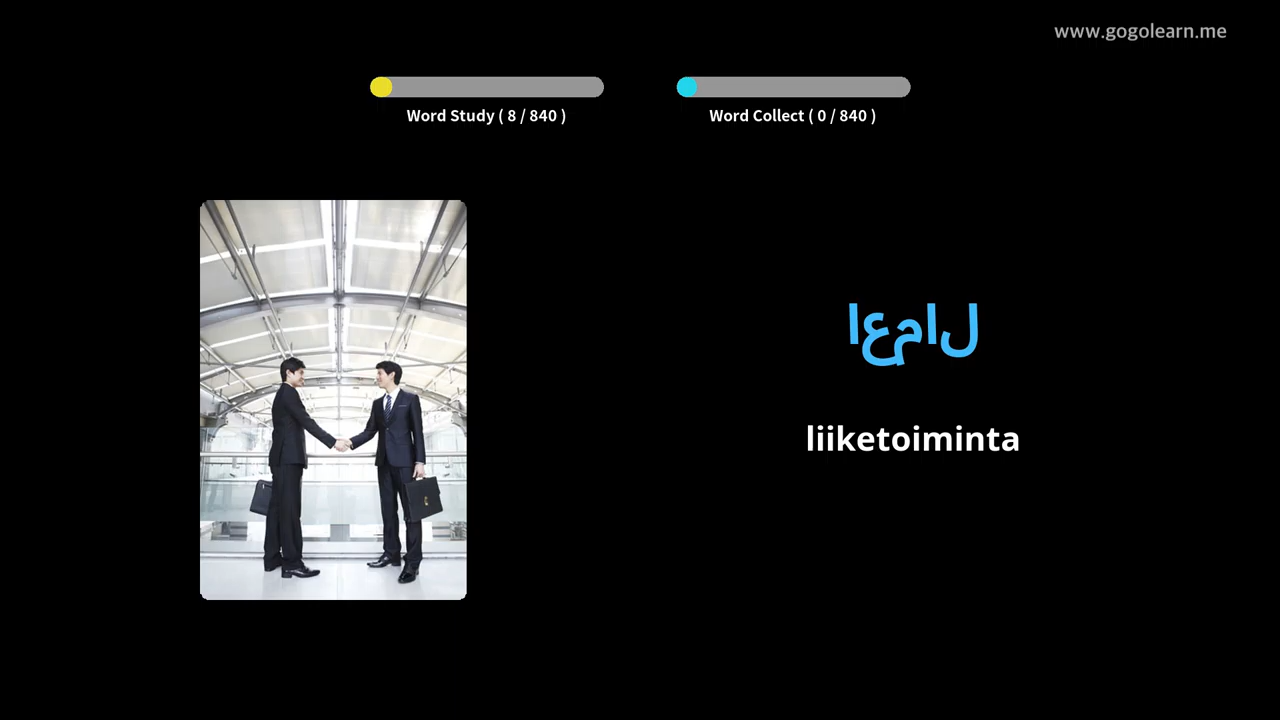 www.gogolearn.me
Word Study ( 8 / 840 )
Word Collect ( 0 / 840 )
اعمال
liiketoiminta